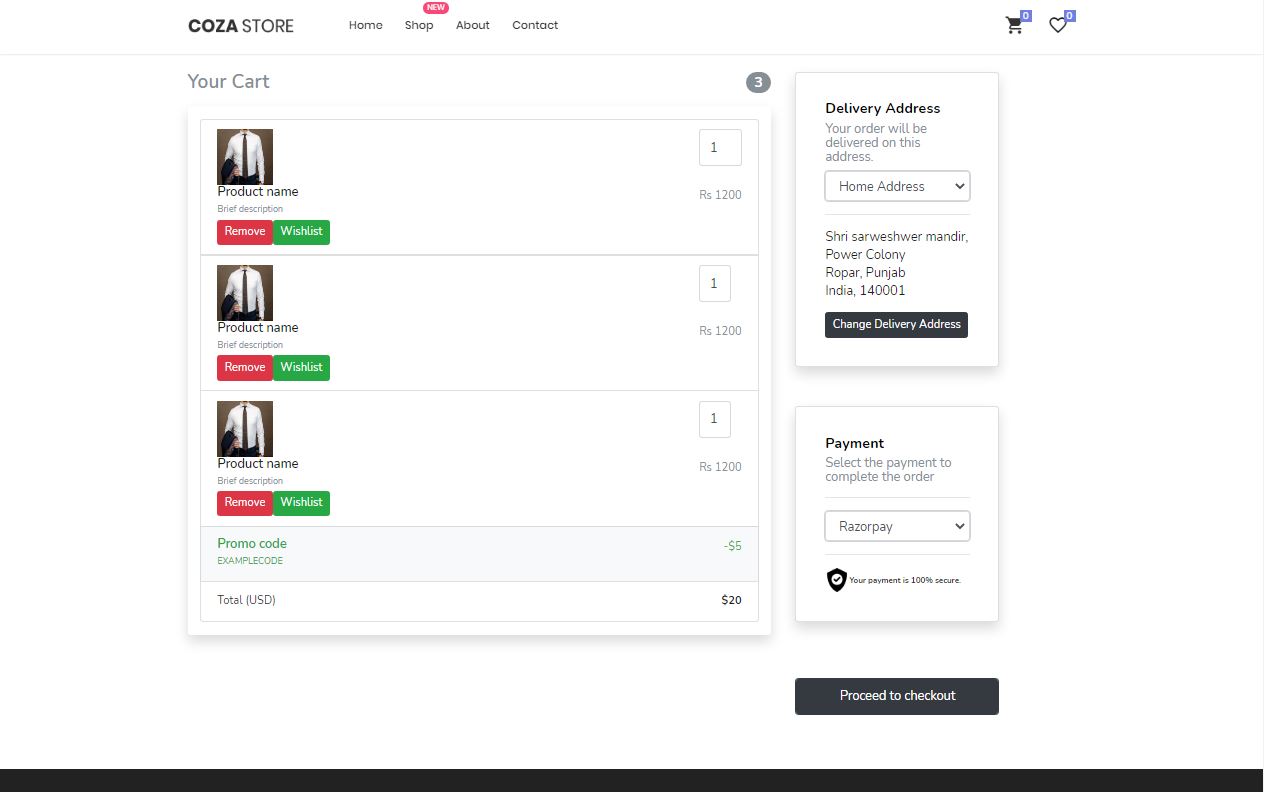 COZA STORE
Home
Shop
NEW
About
Contact
0
0
Your Cart
3
1
Product name
Rs 1200
Brief description
Remove
Wishlist
1
Product name
Rs 1200
Brief description
Remove
Wishlist
1
Product name
Rs 1200
Brief description
Remove
Wishlist
Promo code
-$5
EXAMPLECODE
Total (USD)
$20
Delivery Address
Your order will be
delivered on this
address.
Home Address
Shri sarweshwer mandir,
Power Colony
Ropar, Punjab
India, 140001
Change Delivery Address
Payment
Select the payment to
complete the order
Razorpay
Your payment is 100% secure.
Proceed to checkout